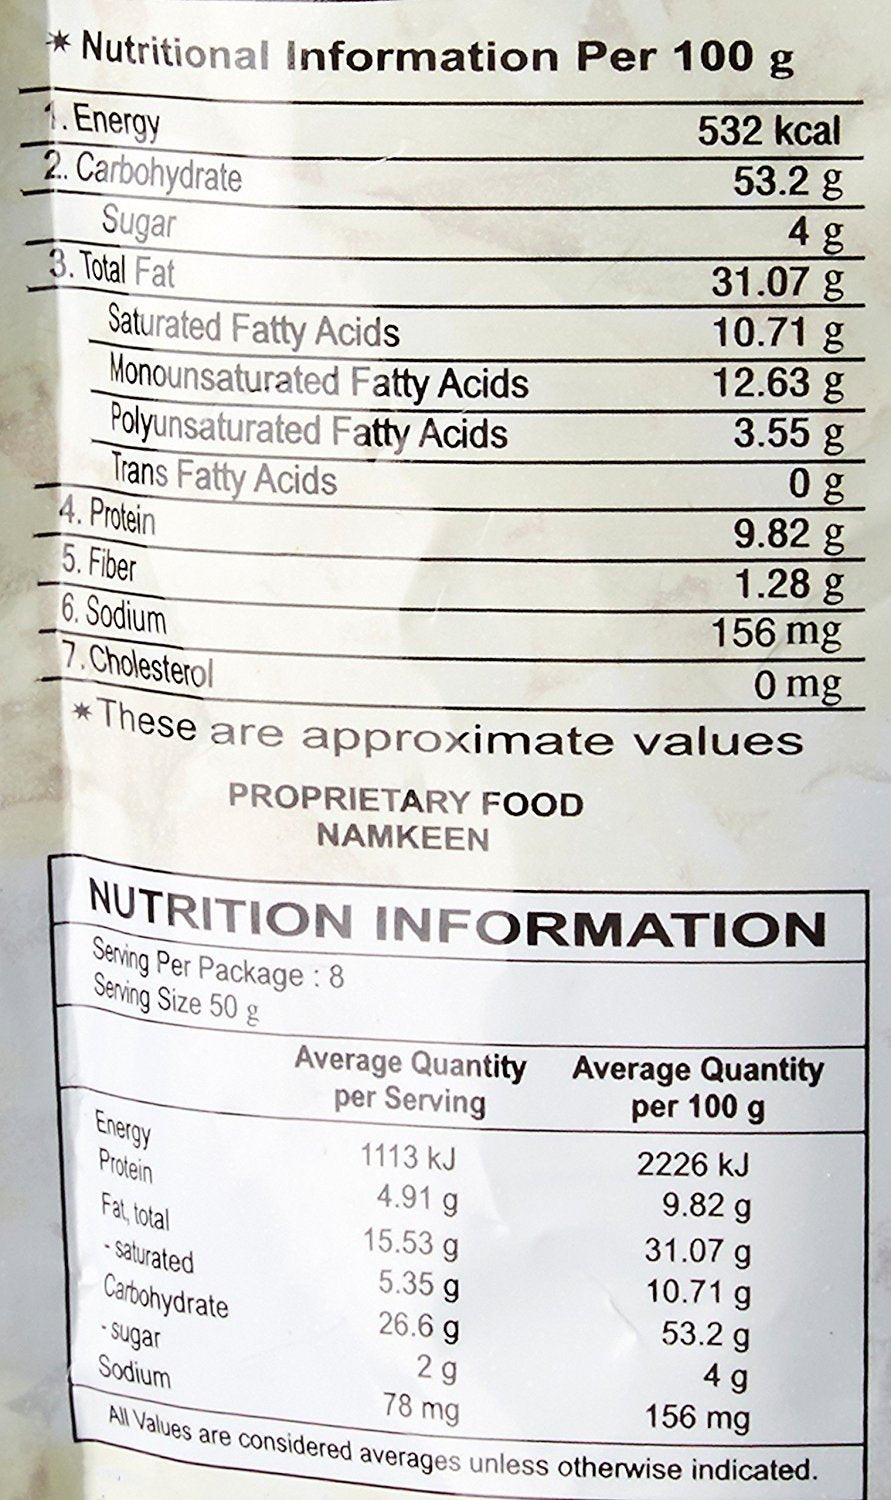 * Nutritional Information Per 100 g
1. Energy 532 kcal
2. Carbohydrate 53.2 g
Sugar 4 g
3. Total Fat 31.07 g
Saturated Fatty Acids 10.71 g
Monounsaturated Fatty Acids 12.63 g
Polyunsaturated Fatty Acids 3.55 g
Trans Fatty Acids 0 g
4. Protein 9.82 g
5. Fiber 1.28 g
6. Sodium 156 mg
7. Cholesterol 0 mg
* These are approximate values
PROPRIETARY FOOD
NAMKEEN
NUTRITION INFORMATION
Serving Per Package : 8
Serving Size 50 g
Average Quantity Average Quantity
per Serving per 100 g
Energy 1113 kJ 2226 kJ
Protein 4.91 g 9.82 g
Fat, total 15.53 g 31.07 g
- saturated 5.35 g 10.71 g
Carbohydrate 26.6 g 53.2 g
- sugar 2 g 4 g
Sodium 78 mg 156 mg
All Values are considered averages unless otherwise indicated.